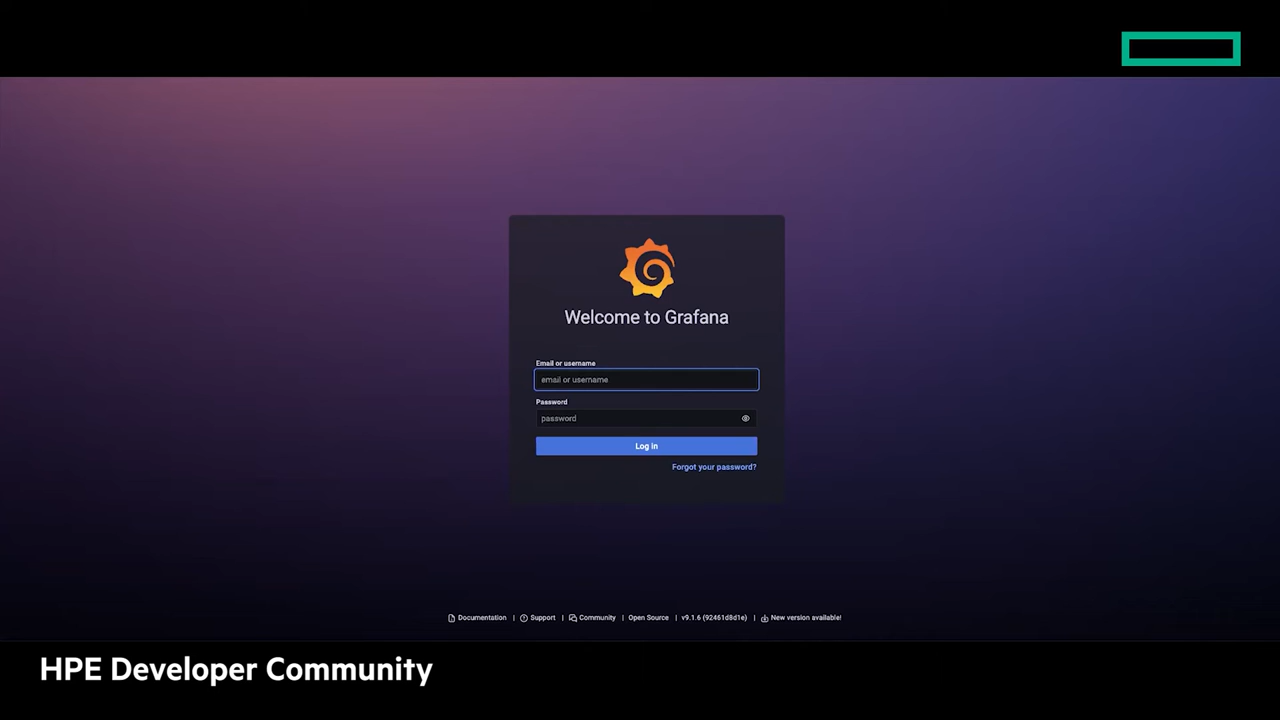 Welcome to Grafana
Email or username
email or username
Password
password
Log in
Forgot your password?
Documentation | Support | Community | Open Source | v9.1.6 (92461d8d1e) | New version available!
HPE Developer Community